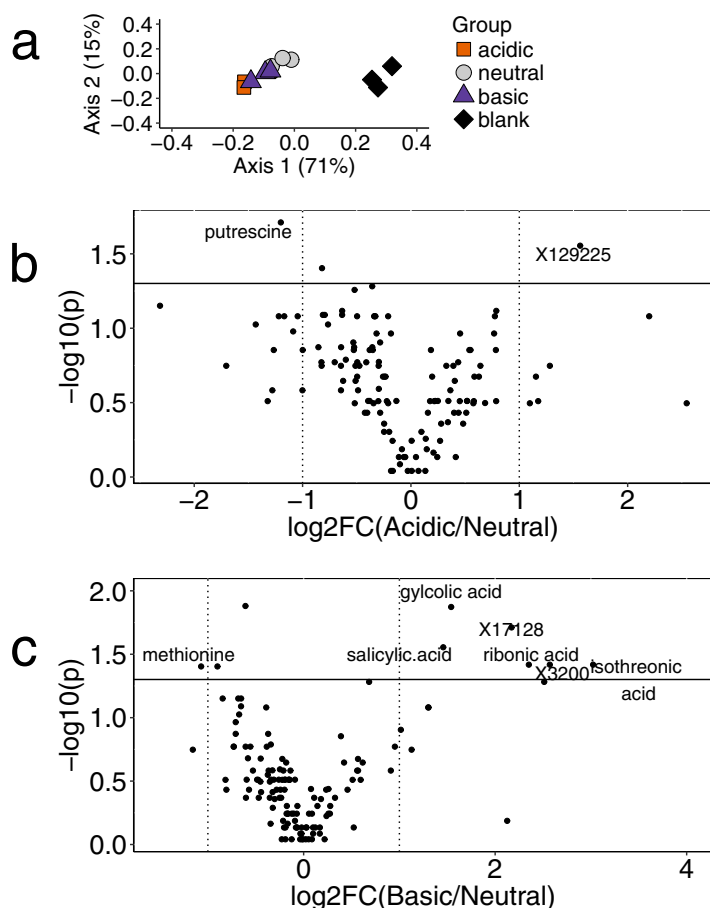 a
Axis 2 (15%)
0.4
0.2
0.0
−0.2
−0.4
−0.4 −0.2 0.0 0.2 0.4
Axis 1 (71%)
Group
acidic
neutral
basic
blank
b
−log10(p)
1.5
1.0
0.5
0.0
putrescine
X129225
−2 −1 0 1 2
log2FC(Acidic/Neutral)
c
−log10(p)
2.0
1.5
1.0
0.5
0.0
gylcolic acid
X17128
methionine
salicylic.acid
ribonic acid
X3200
isothreonic
acid
0 2 4
log2FC(Basic/Neutral)